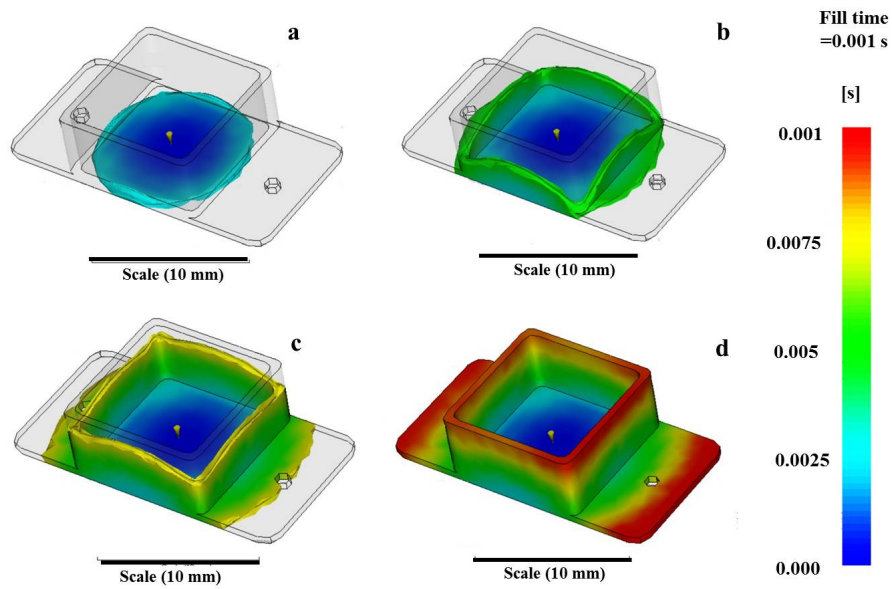 a
b
Fill time
=0.001 s
[s]
0.001
Scale (10 mm)
Scale (10 mm)
0.0075
c
d
0.005
0.0025
Scale (10 mm)
Scale (10 mm)
0.000